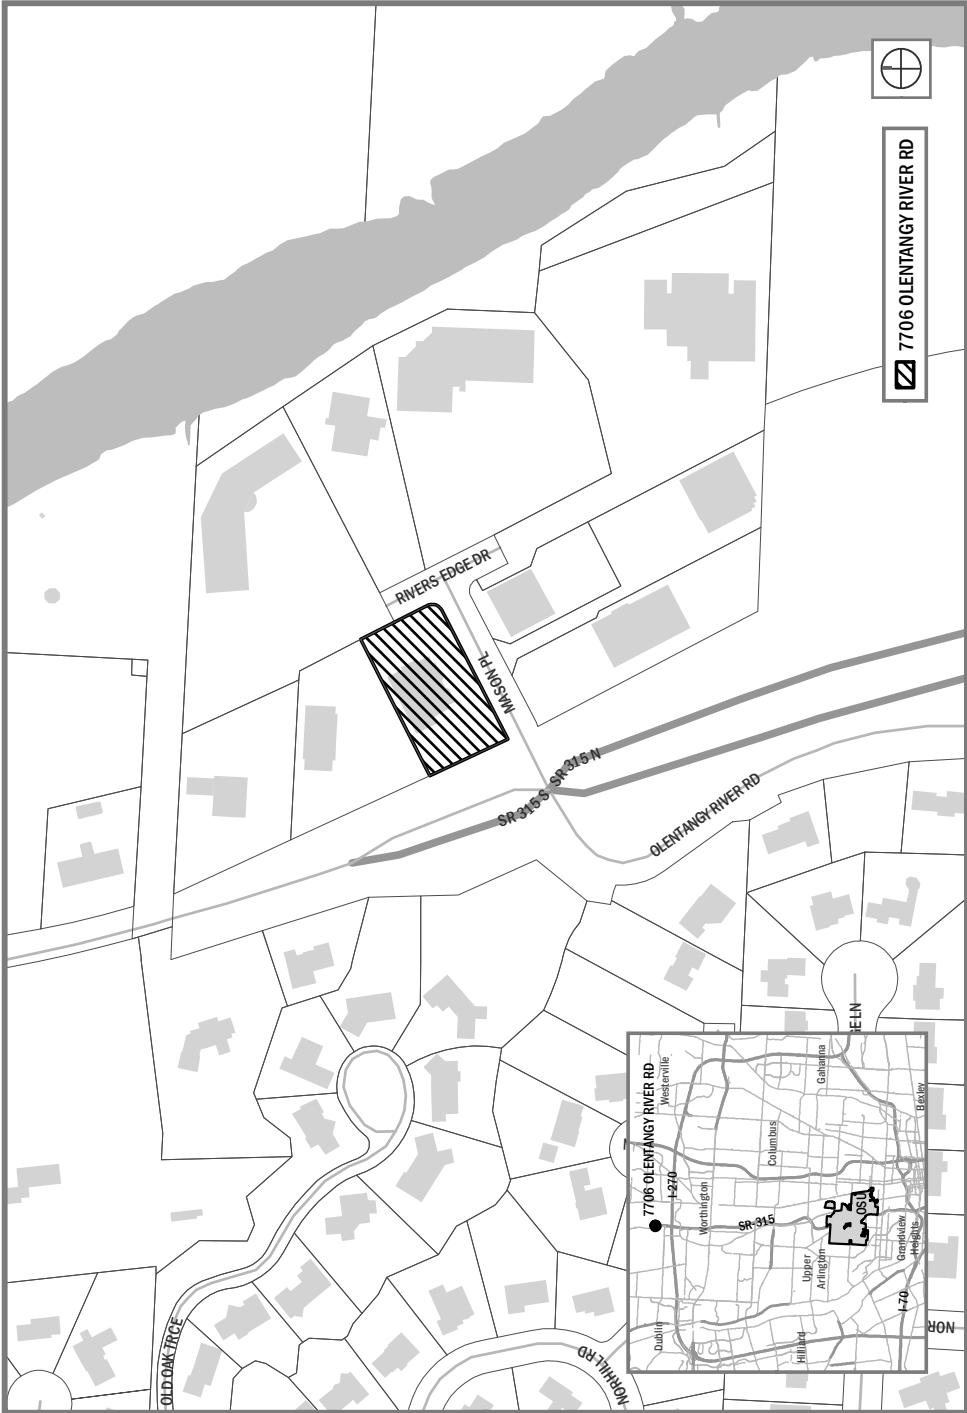 7706 OLENTANGY RIVER RD
RIVERS EDGE DR
MASON PL
SR 315 N
SR 315 S
OLENTANGY RIVER RD
GE LN
OLD OAK TRCE
NORHILL RD
NOR
7706 OLENTANGY RIVER RD
Westerville
Gahanna
I-270
Worthington
Columbus
Bexley
SR-315
OSU
Upper
Arlington
Grandview
Heights
Dublin
Hilliard
I-70